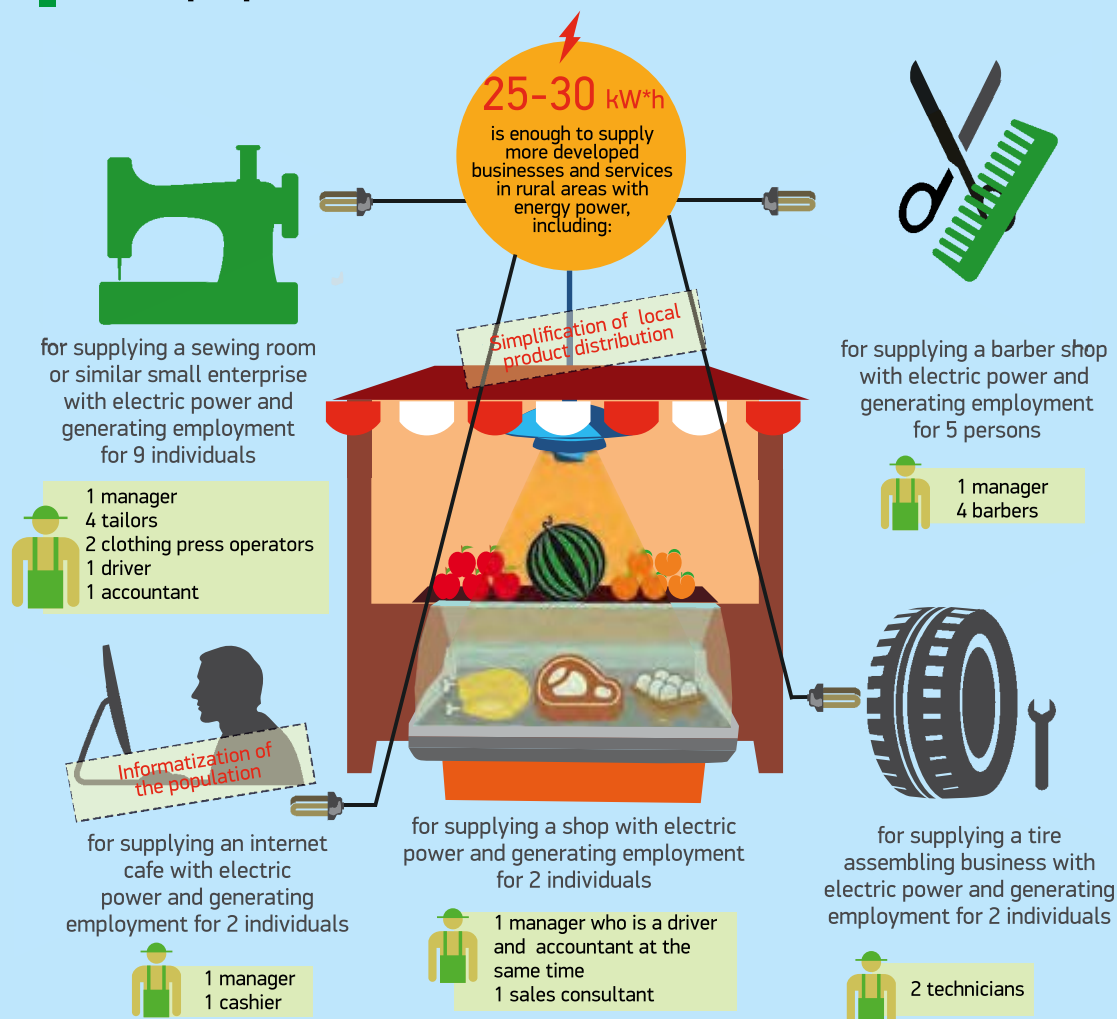 25-30 kW*h
is enough to supply
more developed
businesses and services
in rural areas with
energy power,
including:
Simplification of local
product distribution
for supplying a sewing room
or similar small enterprise
with electric power and
generating employment
for 9 individuals
1 manager
4 tailors
2 clothing press operators
1 driver
1 accountant
for supplying a barber shop
with electric power and
generating employment
for 5 persons
1 manager
4 barbers
Informatization of
the population
for supplying an internet
cafe with electric
power and generating
employment for 2 individuals
1 manager
1 cashier
for supplying a shop with electric
power and generating employment
for 2 individuals
1 manager who is a driver
and accountant at the
same time
1 sales consultant
for supplying a tire
assembling business with
electric power and generating
employment for 2 individuals
2 technicians